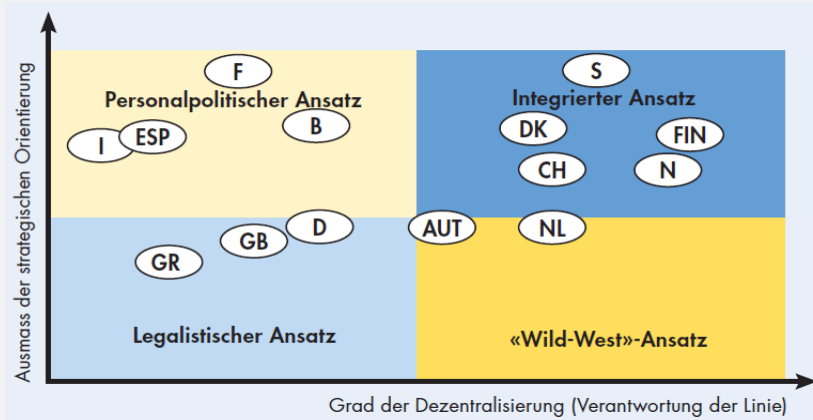 Ausmass der strategischen Orientierung
F
S
Personalpolitischer Ansatz
Integrierter Ansatz
I
ESP
B
DK
FIN
CH
N
GR
GB
D
AUT
NL
Legalistischer Ansatz
«Wild-West»-Ansatz
Grad der Dezentralisierung (Verantwortung der Linie)